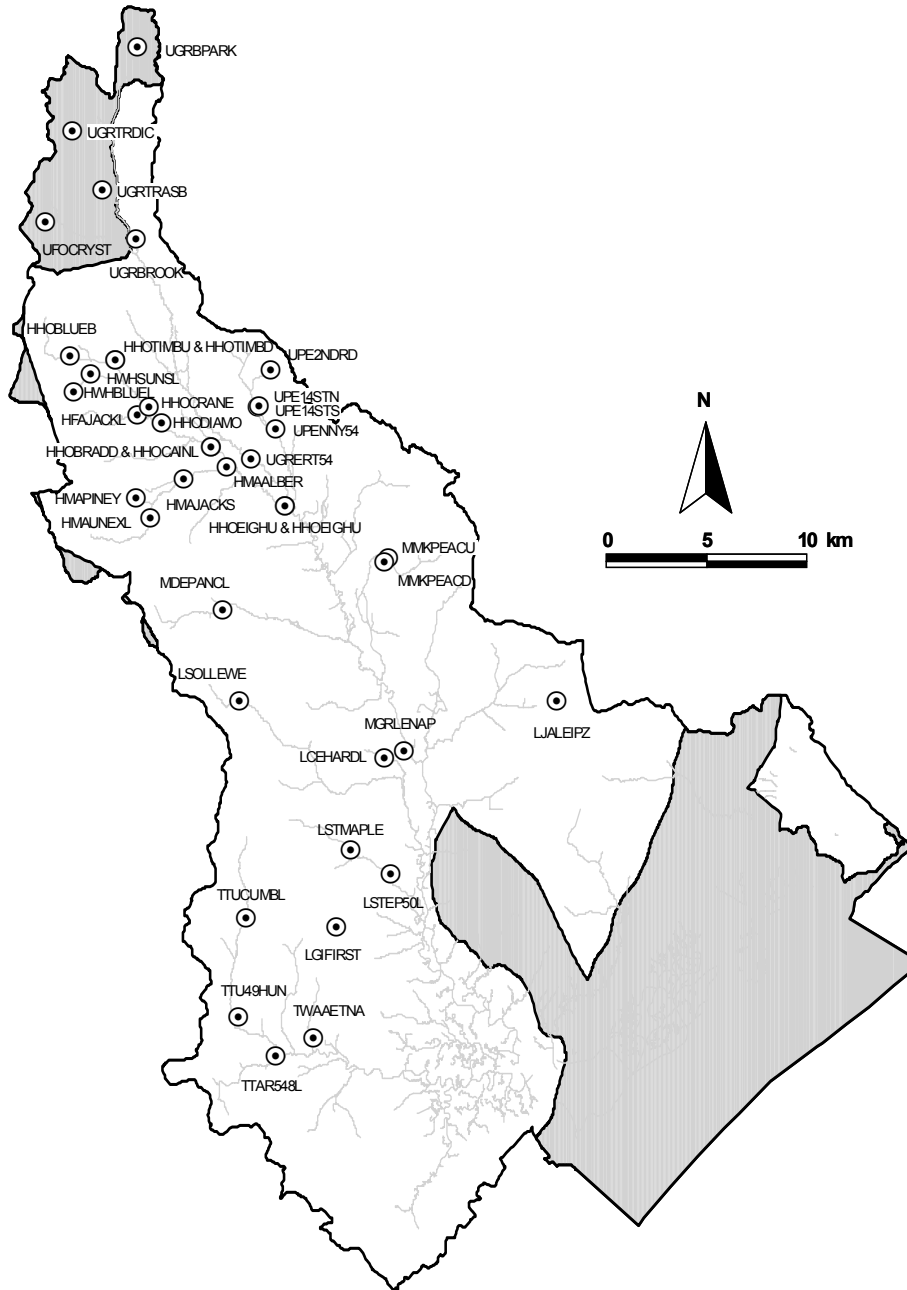 UGRBPARK
UGRTRDIC
UGRTRASB
UFOCRYST
UGRBROOK
HHOBLUEB
HHOTIMBU & HHOTIMBD
UPE2NDRD
HWHSUNSL
HWHBLUEL
HHOCRANE
UPE14STN
UPE14STS
HFAJACKL
HHODIAMO
UPENNY54
N
HHOBRADD & HHOCAINL
UGRERT54
HMAALBER
HMAPINEY
HMAJACKS
HMAUNEXL
HHOEIGHU & HHOEIGHU
0 5 10 km
MMKPEACU
MMKPEACD
MDEPANCL
LSOLLEWE
MGRLENAP
LJALEIPZ
LCEHARDL
LSTMAPLE
LSTEP50L
TTUCUMBL
LGIFIRST
TTU49HUN
TWAAETNA
TTAR548L